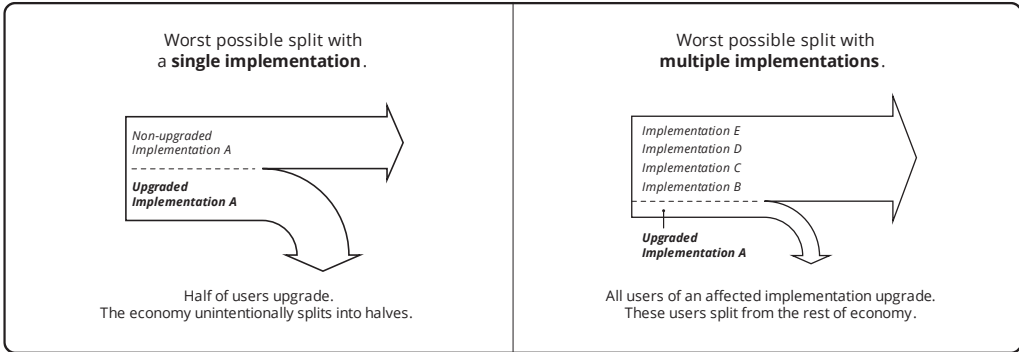 Worst possible split with
a single implementation.
Non-upgraded
Implementation A
Upgraded
Implementation A
Half of users upgrade.
The economy unintentionally splits into halves.
Worst possible split with
multiple implementations.
Implementation E
Implementation D
Implementation C
Implementation B
Upgraded
Implementation A
All users of an affected implementation upgrade.
These users split from the rest of economy.